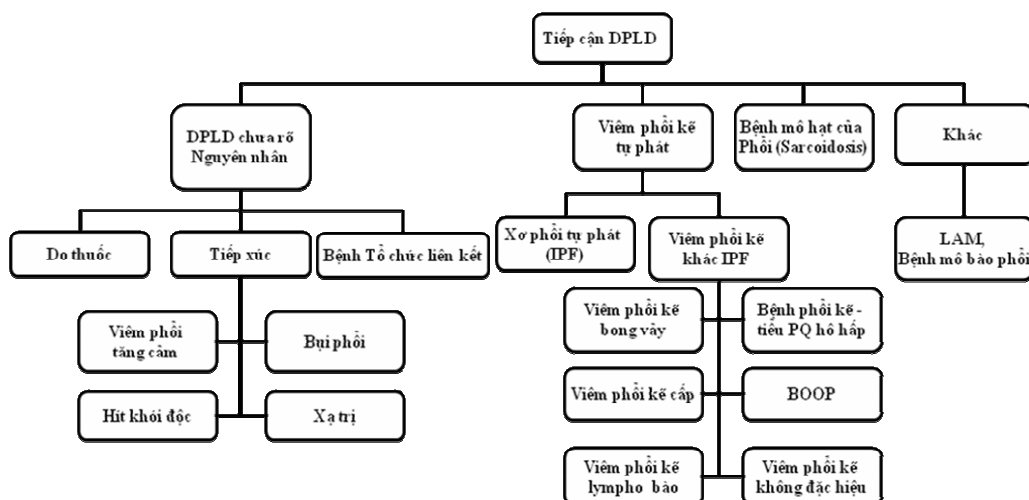 Tiếp cận DPLD
DPLD chưa rõ
Nguyên nhân
Viêm phổi kẽ
tự phát
Bệnh mô hạt của
Phổi (Sarcoidosis)
Khác
Do thuốc
Tiếp xúc
Bệnh Tổ chức liên kết
Xơ phổi tự phát
(IPF)
Viêm phổi kẽ
khác IPF
LAM,
Bệnh mô bào phổi
Viêm phổi
tăng cảm
Bụi phổi
Hít khói độc
Xạ trị
Viêm phổi kẽ
bong vảy
Bệnh phổi kẽ -
tiểu PQ hô hấp
Viêm phổi kẽ cấp
BOOP
Viêm phổi kẽ
lympho bào
Viêm phổi kẽ
không đặc hiệu